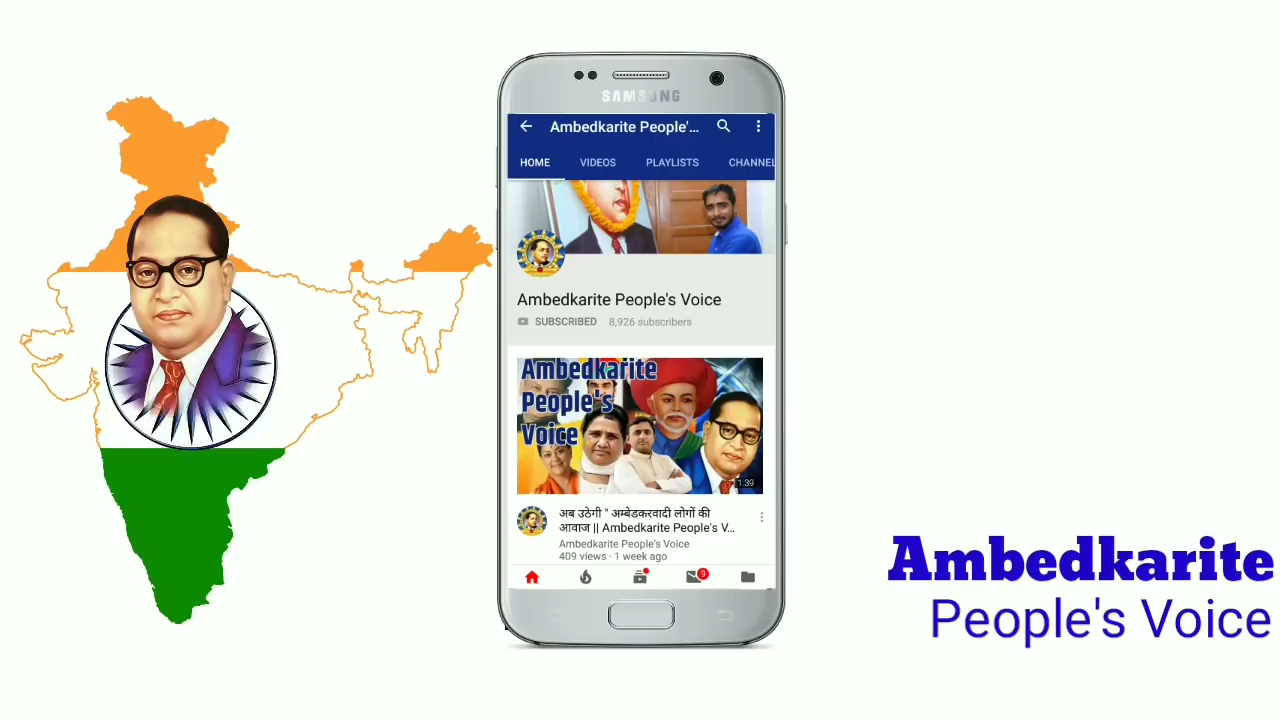 SAMSUNG
Ambedkarite People'...
HOME VIDEOS PLAYLISTS CHANNEL
Ambedkarite People's Voice
SUBSCRIBED 8,926 subscribers
Ambedkarite
People's
Voice
1:39
अब उठेगी " अम्बेडकरवादी लोगों की
आवाज || Ambedkarite People's V...
Ambedkarite People's Voice
409 views · 1 week ago
9
Ambedkarite
People's Voice